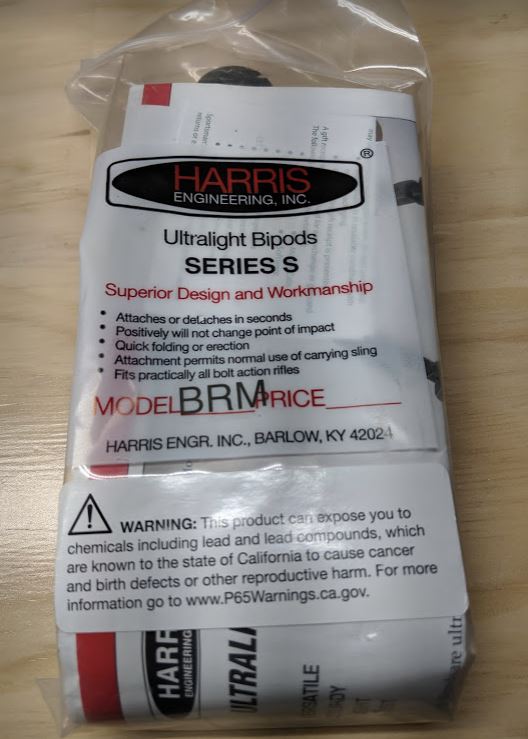 HARRIS
ENGINEERING, INC.
®
Ultralight Bipods
SERIES S
Superior Design and Workmanship
• Attaches or detaches in seconds
• Positively will not change point of impact
• Quick folding or erection
• Attachment permits normal use of carrying sling
• Fits practically all bolt action rifles
MODEL BRM PRICE
HARRIS ENGR. INC., BARLOW, KY 42024
WARNING: This product can expose you to
chemicals including lead and lead compounds, which
are known to the state of California to cause cancer
and birth defects or other reproductive harm. For more
information go to www.P65Warnings.ca.gov.
HARR
ENGINEERING
ULTRAL